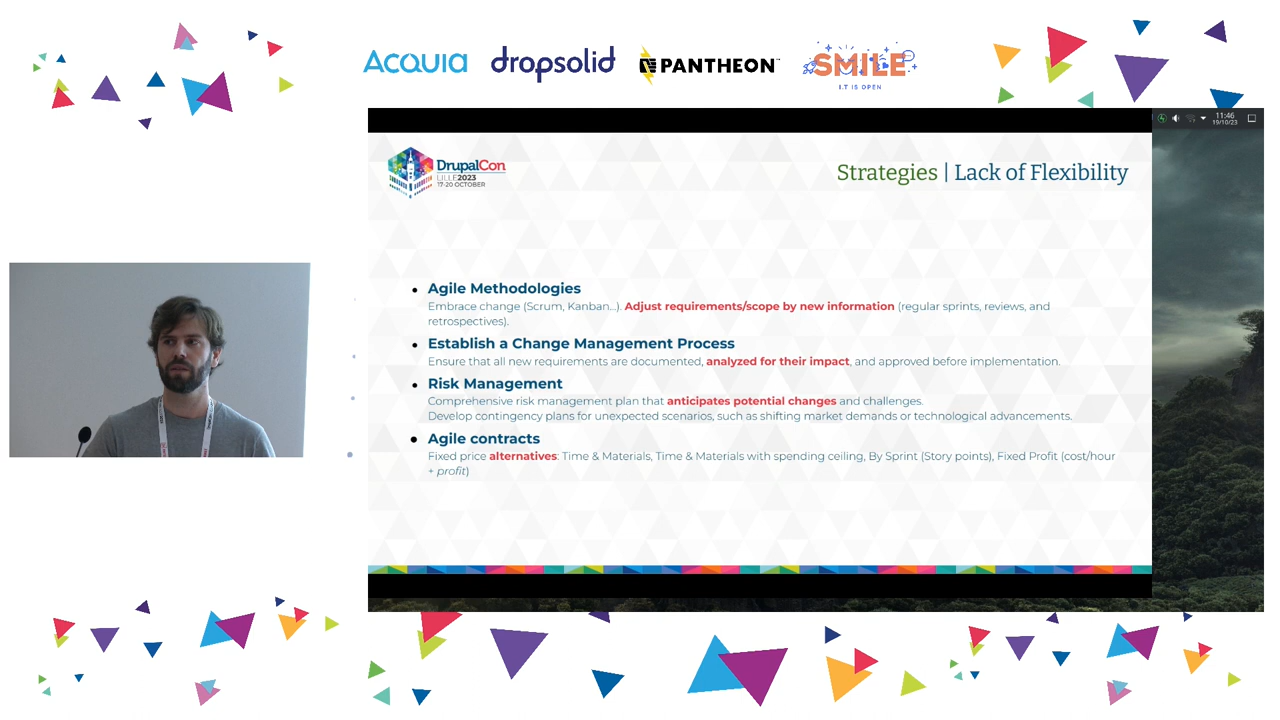 ACQUIA
dropsolid
PANTHEON
SMILE
I.T IS OPEN
11:46
19/10/23
DrupalCon
LILLE2023
17-20 OCTOBER
Strategies | Lack of Flexibility
• Agile Methodologies
Embrace change (Scrum, Kanban...). Adjust requirements/scope by new information (regular sprints, reviews, and
retrospectives).
• Establish a Change Management Process
Ensure that all new requirements are documented, analyzed for their impact, and approved before implementation.
• Risk Management
Comprehensive risk management plan that anticipates potential changes and challenges.
Develop contingency plans for unexpected scenarios, such as shifting market demands or technological advancements.
• Agile contracts
Fixed price alternatives: Time & Materials, Time & Materials with spending ceiling, By Sprint (Story points), Fixed Profit (cost/hour
+ profit)